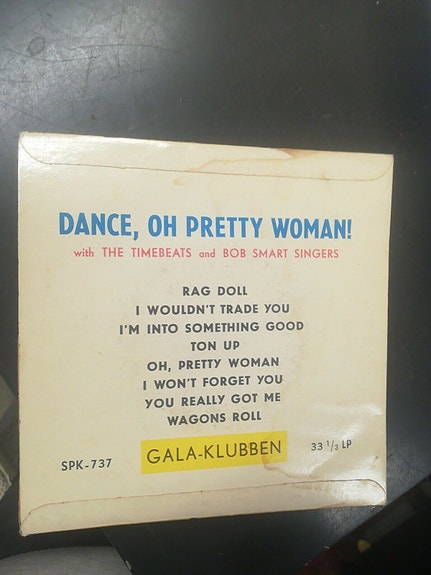 DANCE, OH PRETTY WOMAN!
with THE TIMEBEATS and BOB SMART SINGERS
RAG DOLL
I WOULDN'T TRADE YOU
I'M INTO SOMETHING GOOD
TON UP
OH, PRETTY WOMAN
I WON'T FORGET YOU
YOU REALLY GOT ME
WAGONS ROLL
SPK-737 GALA-KLUBBEN 33 1/3 LP